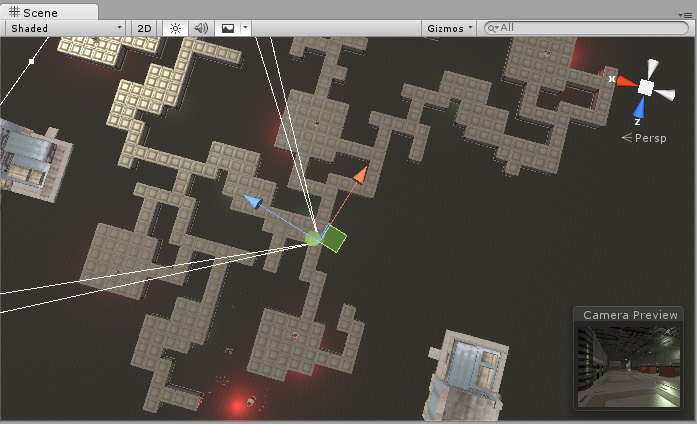 Scene
Shaded
2D
Gizmos
All
x
z
Persp
Camera Preview